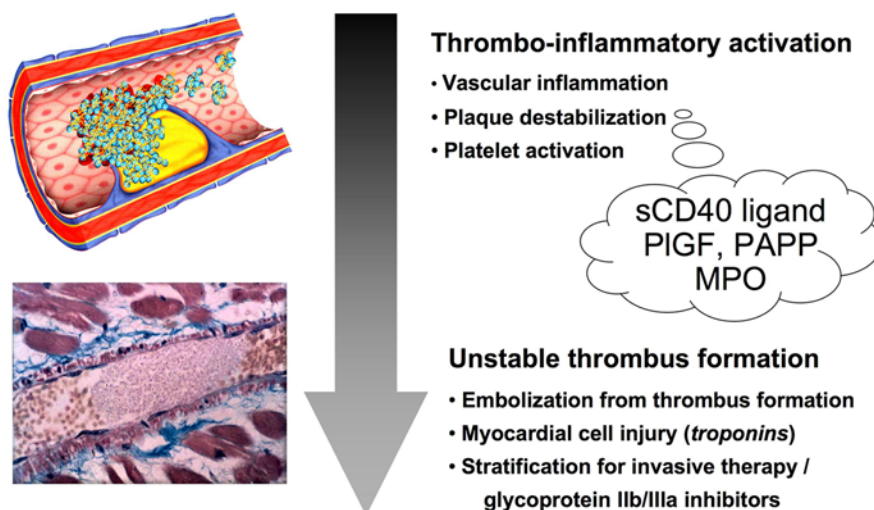 Thrombo-inflammatory activation
• Vascular inflammation
• Plaque destabilization
• Platelet activation
sCD40 ligand
PlGF, PAPP
MPO
Unstable thrombus formation
• Embolization from thrombus formation
• Myocardial cell injury (troponins)
• Stratification for invasive therapy /
glycoprotein IIb/IIIa inhibitors